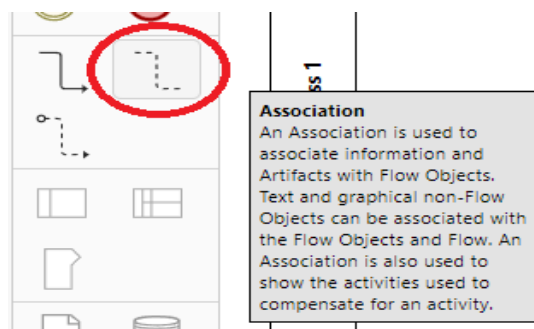 ss 1
Association
An Association is used to
associate information and
Artifacts with Flow Objects.
Text and graphical non-Flow
Objects can be associated with
the Flow Objects and Flow. An
Association is also used to
show the activities used to
compensate for an activity.